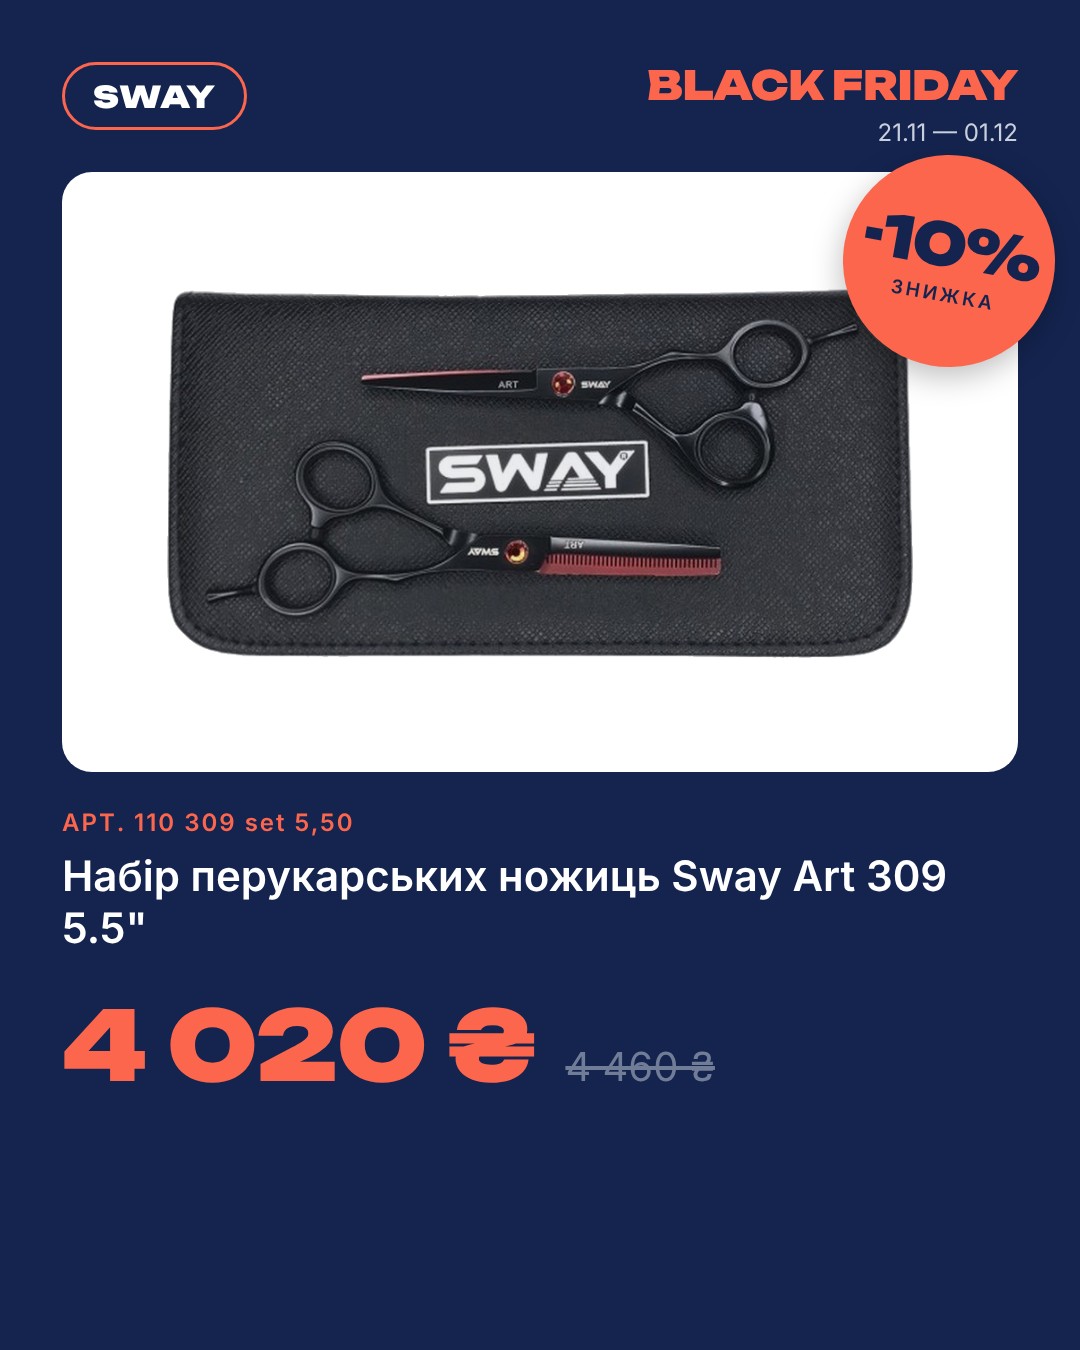 SWAY
BLACK FRIDAY
21.11 — 01.12
-10%
ЗНИЖКА
ART SWAY
SWAY®
SWAY ART
АРТ. 110 309 set 5,50
Набір перукарських ножиць Sway Art 309
5.5"
4 020 ₴ 4 460 ₴